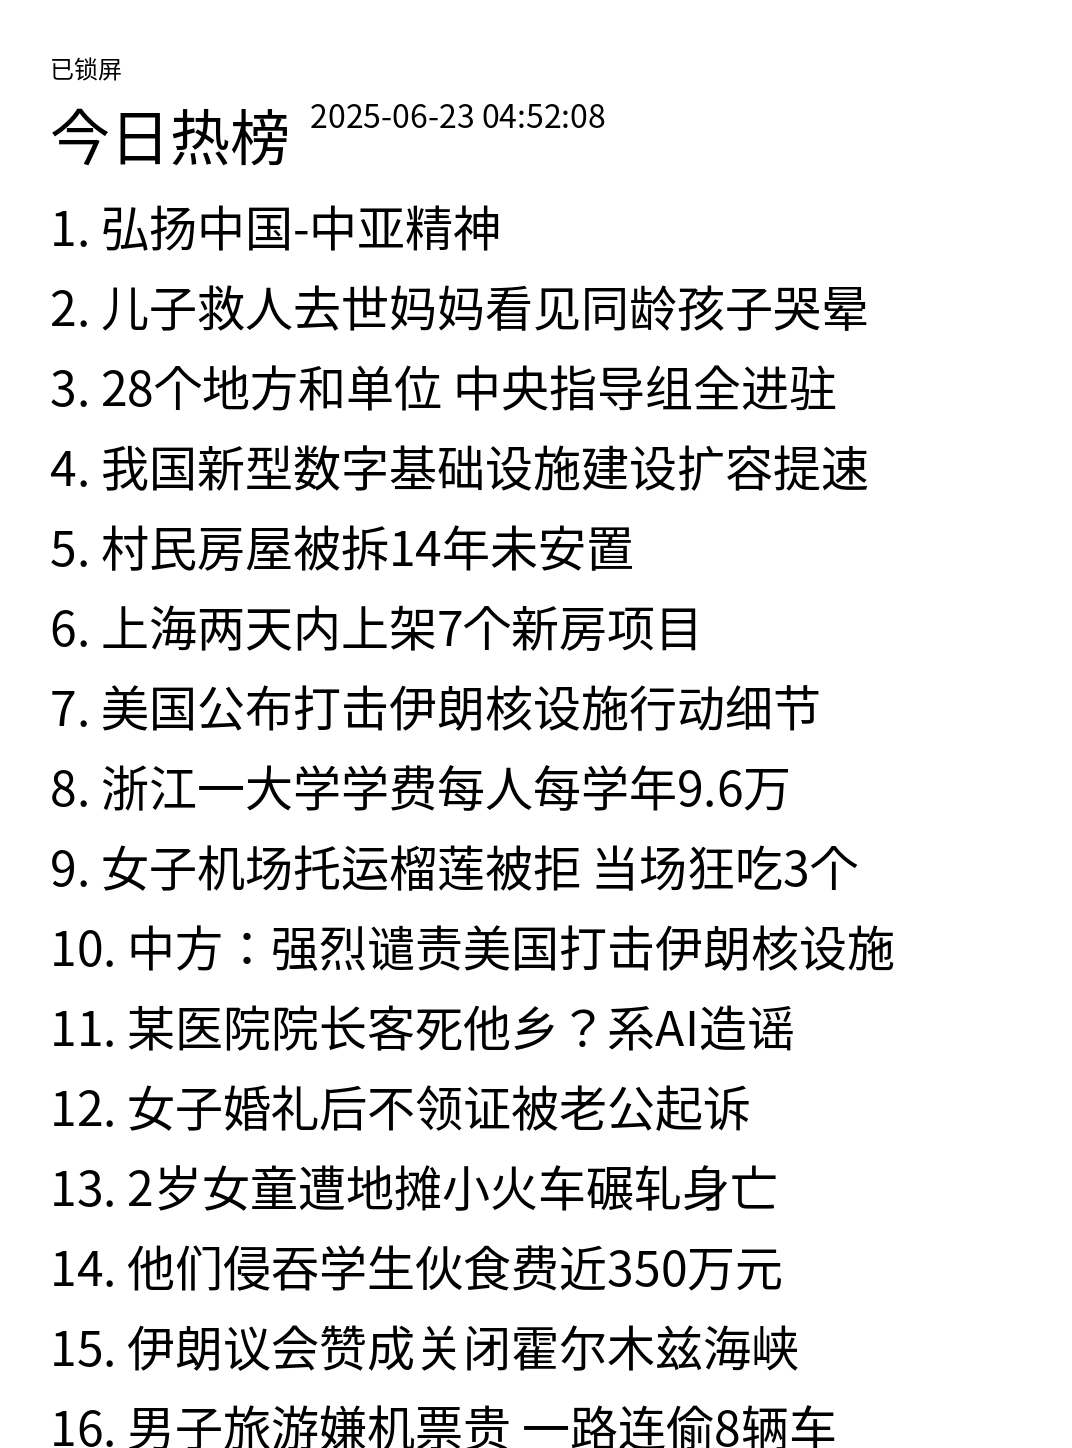 已锁屏
今日热榜 2025-06-23 04:52:08
1. 弘扬中国-中亚精神
2. 儿子救人去世妈妈看见同龄孩子哭晕
3. 28个地方和单位 中央指导组全进驻
4. 我国新型数字基础设施建设扩容提速
5. 村民房屋被拆14年未安置
6. 上海两天内上架7个新房项目
7. 美国公布打击伊朗核设施行动细节
8. 浙江一大学学费每人每学年9.6万
9. 女子机场托运榴莲被拒 当场狂吃3个
10. 中方：强烈谴责美国打击伊朗核设施
11. 某医院院长客死他乡？系AI造谣
12. 女子婚礼后不领证被老公起诉
13. 2岁女童遭地摊小火车碾轧身亡
14. 他们侵吞学生伙食费近350万元
15. 伊朗议会赞成关闭霍尔木兹海峡
16. 男子旅游嫌机票贵 一路连偷8辆车